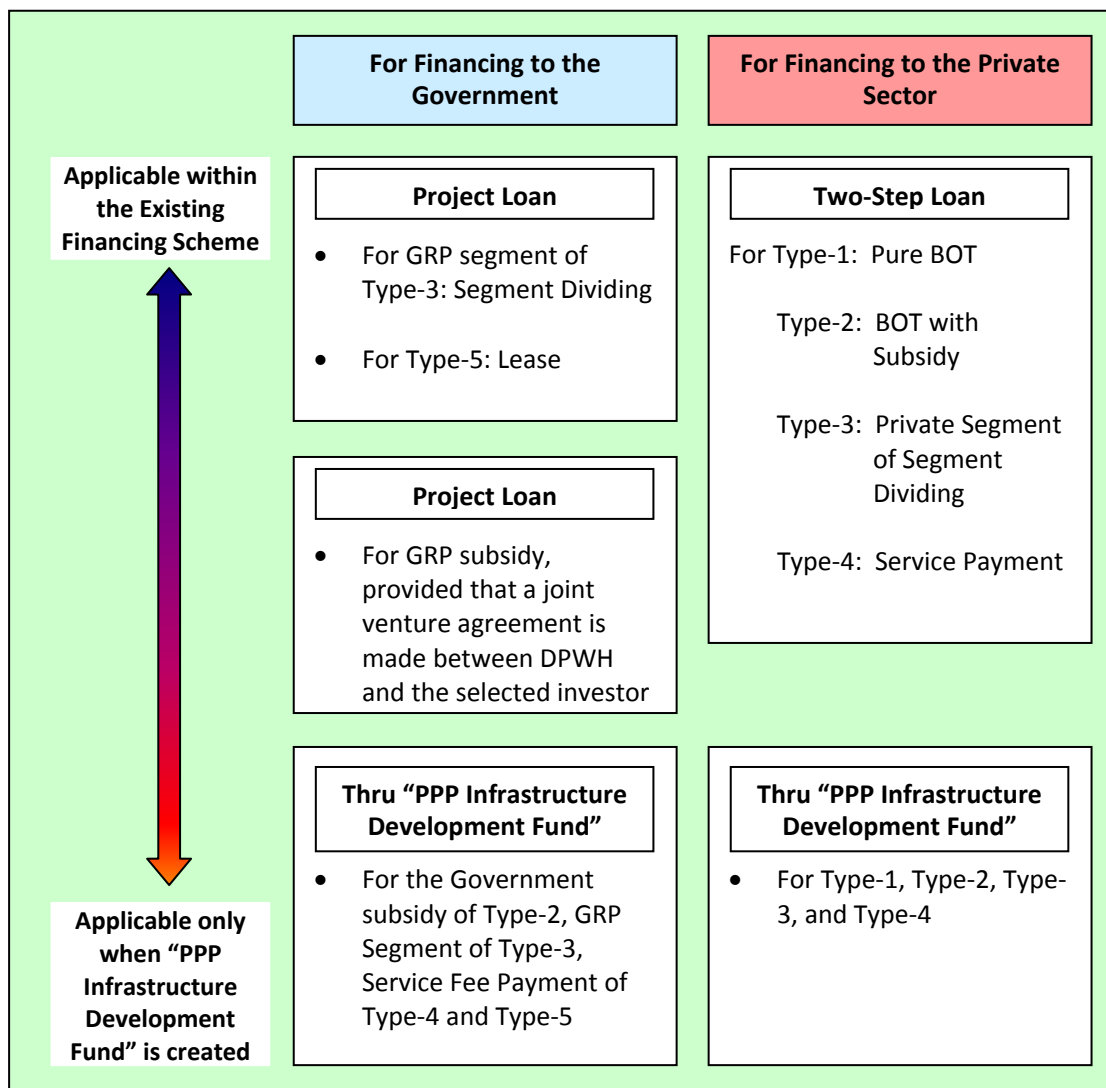 For Financing to the
Government
For Financing to the Private
Sector
Applicable within
the Existing
Financing Scheme
Project Loan
• For GRP segment of
Type-3: Segment Dividing
• For Type-5: Lease
Two-Step Loan
For Type-1: Pure BOT
Type-2: BOT with
Subsidy
Type-3: Private Segment
of Segment
Dividing
Type-4: Service Payment
Project Loan
• For GRP subsidy,
provided that a joint
venture agreement is
made between DPWH
and the selected investor
Applicable only
when “PPP
Infrastructure
Development
Fund” is created
Thru “PPP Infrastructure
Development Fund”
• For the Government
subsidy of Type-2, GRP
Segment of Type-3,
Service Fee Payment of
Type-4 and Type-5
Thru “PPP Infrastructure
Development Fund”
• For Type-1, Type-2, Type-
3, and Type-4